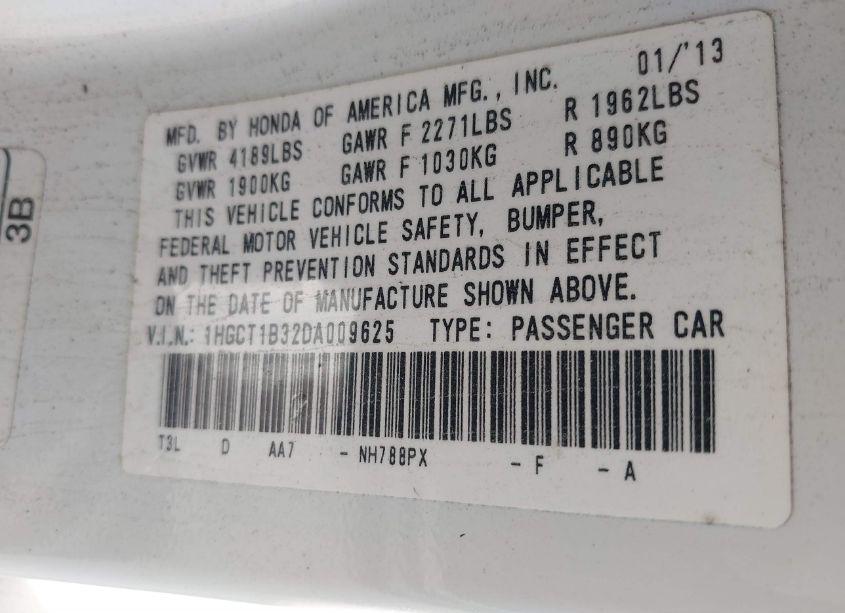 3B
MFD. BY HONDA OF AMERICA MFG., INC. 01/'13
GVWR 4189LBS GAWR F 2271LBS R 1962LBS
GVWR 1900KG GAWR F 1030KG R 890KG
THIS VEHICLE CONFORMS TO ALL APPLICABLE
FEDERAL MOTOR VEHICLE SAFETY, BUMPER,
AND THEFT PREVENTION STANDARDS IN EFFECT
ON THE DATE OF MANUFACTURE SHOWN ABOVE.
V.I.N.: 1HGCT1B32DA009625 TYPE: PASSENGER CAR
T3L D AA7 - NH788PX - F - A